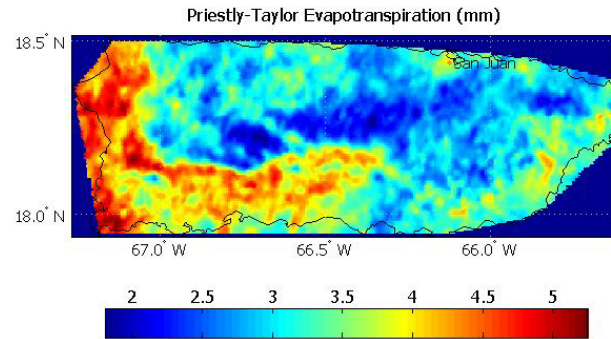 Priestly-Taylor Evapotranspiration (mm)
18.5° N
San Juan
18.0° N
67.0° W 66.5° W 66.0° W
2 2.5 3 3.5 4 4.5 5